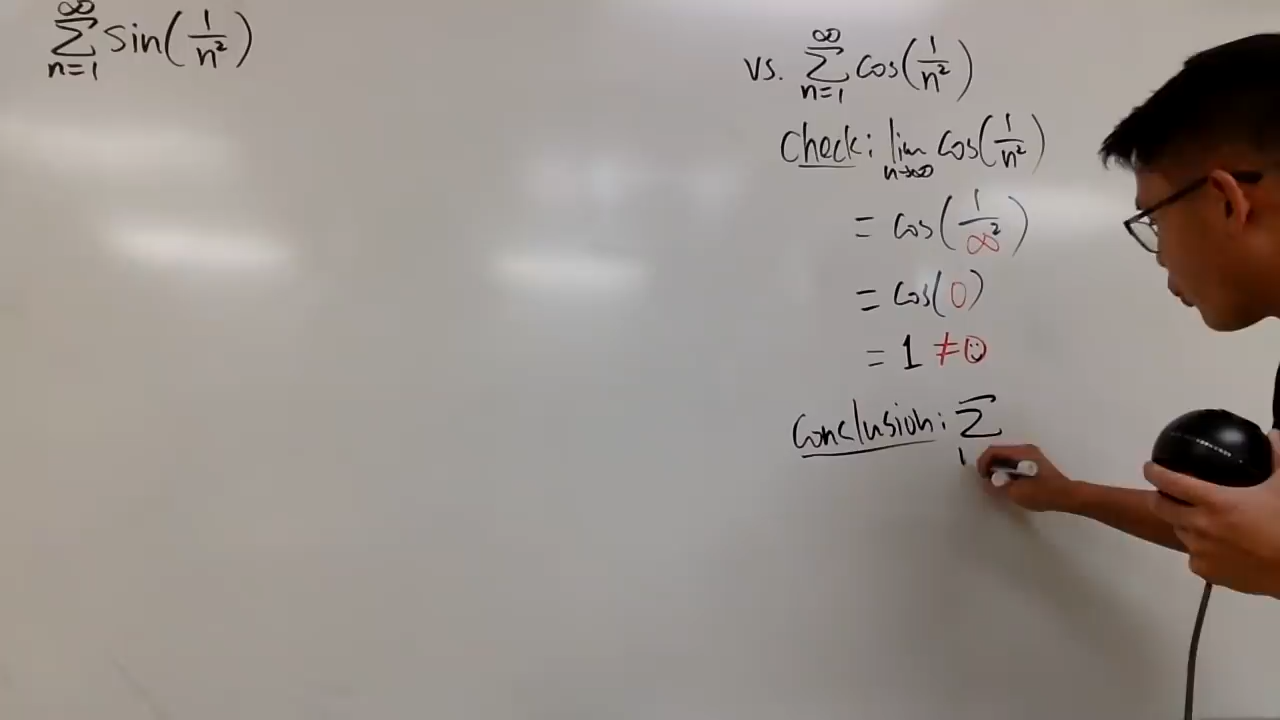 ∞
∑ sin(1/n²)
n=1
∞
vs. ∑ cos(1/n²)
n=1
Check: lim cos(1/n²)
n→∞
= cos(1/∞²)
= cos(0)
= 1 ≠0
Conclusion: ∑